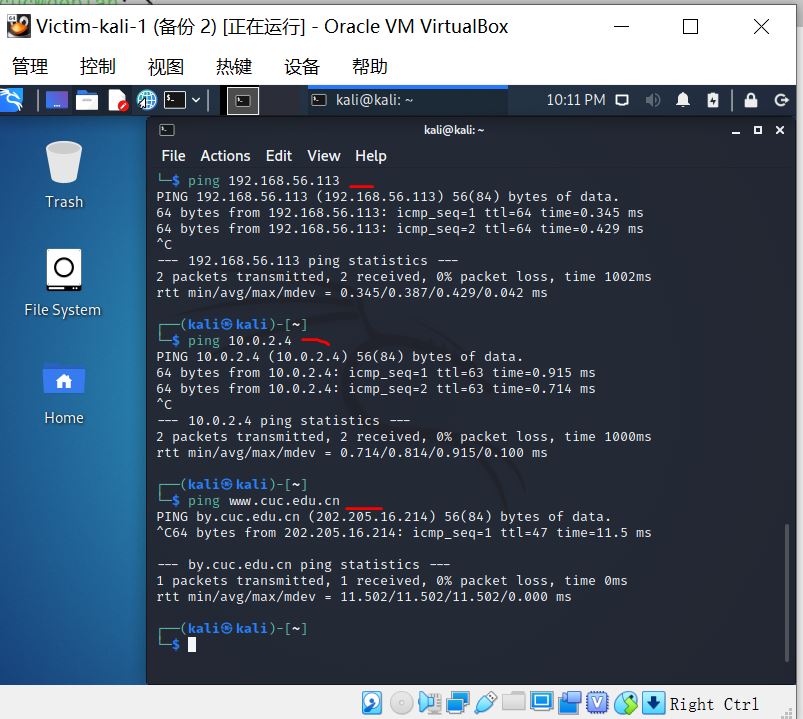 Victim-kali-1 (备份 2) [正在运行] - Oracle VM VirtualBox
管理 控制 视图 热键 设备 帮助
kali@kali: ~ 10:11 PM
kali@kali: ~
File Actions Edit View Help
Trash
File System
Home
└─$ ping 192.168.56.113
PING 192.168.56.113 (192.168.56.113) 56(84) bytes of data.
64 bytes from 192.168.56.113: icmp_seq=1 ttl=64 time=0.345 ms
64 bytes from 192.168.56.113: icmp_seq=2 ttl=64 time=0.429 ms
^C
--- 192.168.56.113 ping statistics ---
2 packets transmitted, 2 received, 0% packet loss, time 1002ms
rtt min/avg/max/mdev = 0.345/0.387/0.429/0.042 ms
┌──(kali㉿kali)-[~]
└─$ ping 10.0.2.4
PING 10.0.2.4 (10.0.2.4) 56(84) bytes of data.
64 bytes from 10.0.2.4: icmp_seq=1 ttl=63 time=0.915 ms
64 bytes from 10.0.2.4: icmp_seq=2 ttl=63 time=0.714 ms
^C
--- 10.0.2.4 ping statistics ---
2 packets transmitted, 2 received, 0% packet loss, time 1000ms
rtt min/avg/max/mdev = 0.714/0.814/0.915/0.100 ms
┌──(kali㉿kali)-[~]
└─$ ping www.cuc.edu.cn
PING by.cuc.edu.cn (202.205.16.214) 56(84) bytes of data.
^C64 bytes from 202.205.16.214: icmp_seq=1 ttl=47 time=11.5 ms
--- by.cuc.edu.cn ping statistics ---
1 packets transmitted, 1 received, 0% packet loss, time 0ms
rtt min/avg/max/mdev = 11.502/11.502/11.502/0.000 ms
┌──(kali㉿kali)-[~]
└─$
Right Ctrl